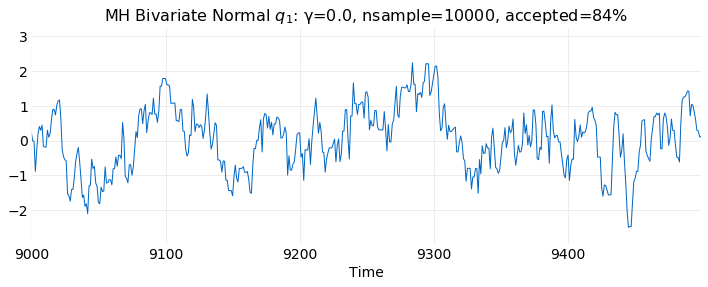 MH Bivariate Normal q₁: γ=0.0, nsample=10000, accepted=84%
3
2
1
0
−1
−2
9000 9100 9200 9300 9400
Time